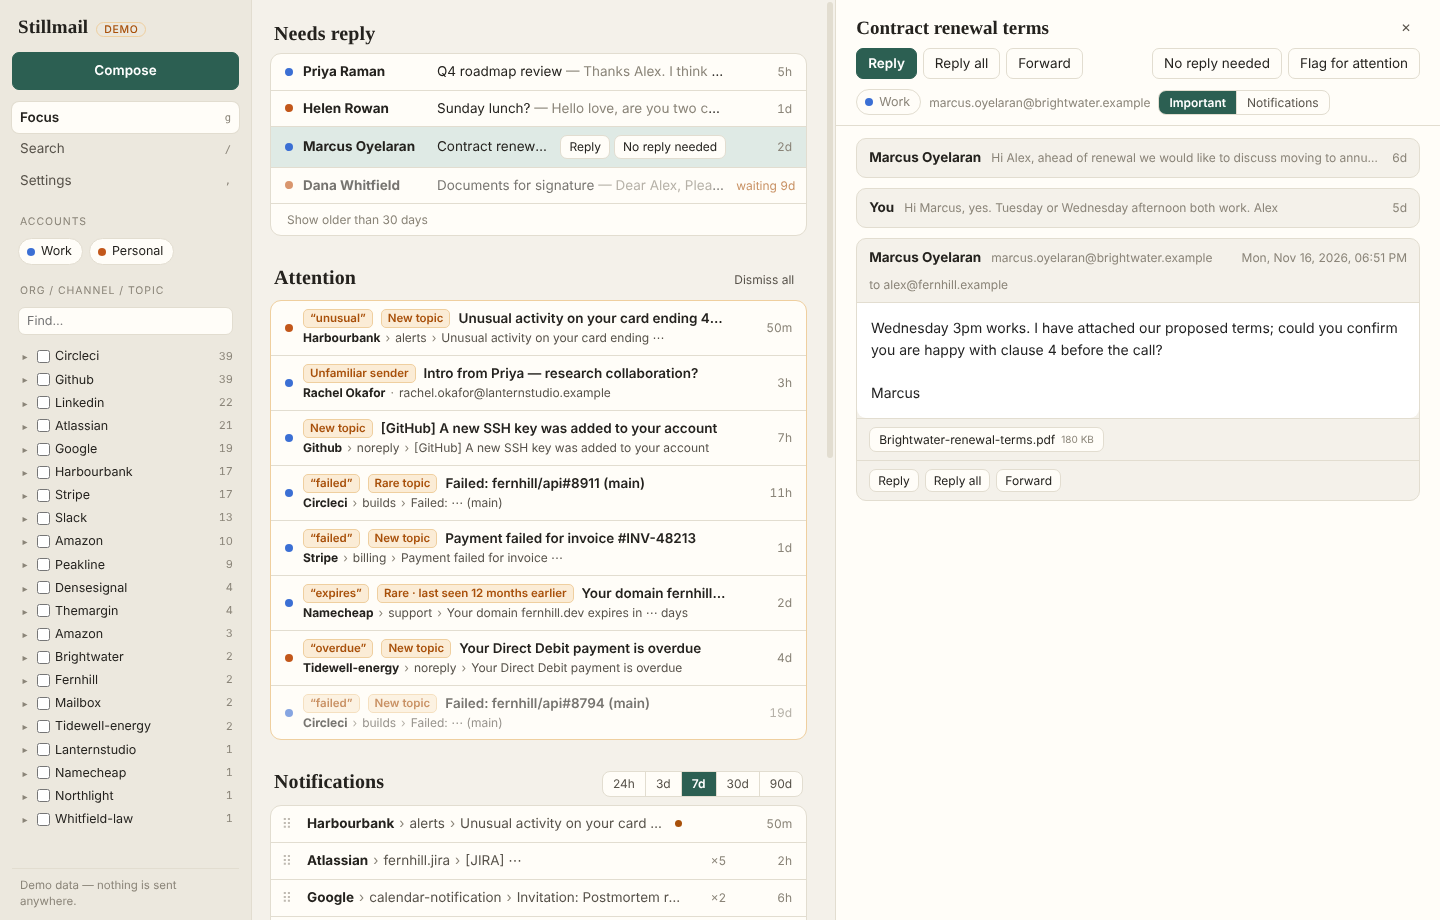 Stillmail DEMO
Compose
Focus g
Search /
Settings ,
ACCOUNTS
Work Personal
ORG / CHANNEL / TOPIC
Find...
Circleci 39
Github 39
Linkedin 22
Atlassian 21
Google 19
Harbourbank 17
Stripe 17
Slack 13
Amazon 10
Peakline 9
Densesignal 4
Themargin 4
Amazon 3
Brightwater 2
Fernhill 2
Mailbox 2
Tidewell-energy 2
Lanternstudio 1
Namecheap 1
Northlight 1
Whitfield-law 1
Demo data — nothing is sent
anywhere.
Needs reply
Priya Raman Q4 roadmap review — Thanks Alex. I think ... 5h
Helen Rowan Sunday lunch? — Hello love, are you two c... 1d
Marcus Oyelaran Contract renew... Reply No reply needed 2d
Dana Whitfield Documents for signature — Dear Alex, Plea... waiting 9d
Show older than 30 days
Attention Dismiss all
“unusual” New topic Unusual activity on your card ending 4... 50m
Harbourbank › alerts › Unusual activity on your card ending ···
Unfamiliar sender Intro from Priya — research collaboration? 3h
Rachel Okafor · rachel.okafor@lanternstudio.example
New topic [GitHub] A new SSH key was added to your account 7h
Github › noreply › [GitHub] A new SSH key was added to your account
“failed” Rare topic Failed: fernhill/api#8911 (main) 11h
Circleci › builds › Failed: ··· (main)
“failed” New topic Payment failed for invoice #INV-48213 1d
Stripe › billing › Payment failed for invoice ···
“expires” Rare · last seen 12 months earlier Your domain fernhill... 2d
Namecheap › support › Your domain fernhill.dev expires in ··· days
“overdue” New topic Your Direct Debit payment is overdue 4d
Tidewell-energy › noreply › Your Direct Debit payment is overdue
“failed” New topic Failed: fernhill/api#8794 (main) 19d
Circleci › builds › Failed: ··· (main)
Notifications 24h 3d 7d 30d 90d
Harbourbank › alerts › Unusual activity on your card ... 50m
Atlassian › fernhill.jira › [JIRA] ··· ×5 2h
Google › calendar-notification › Invitation: Postmortem r... ×2 6h
Contract renewal terms ×
Reply Reply all Forward No reply needed Flag for attention
Work marcus.oyelaran@brightwater.example Important Notifications
Marcus Oyelaran Hi Alex, ahead of renewal we would like to discuss moving to annu... 6d
You Hi Marcus, yes. Tuesday or Wednesday afternoon both work. Alex 5d
Marcus Oyelaran marcus.oyelaran@brightwater.example Mon, Nov 16, 2026, 06:51 PM
to alex@fernhill.example
Wednesday 3pm works. I have attached our proposed terms; could you confirm
you are happy with clause 4 before the call?
Marcus
Brightwater-renewal-terms.pdf 180 KB
Reply Reply all Forward